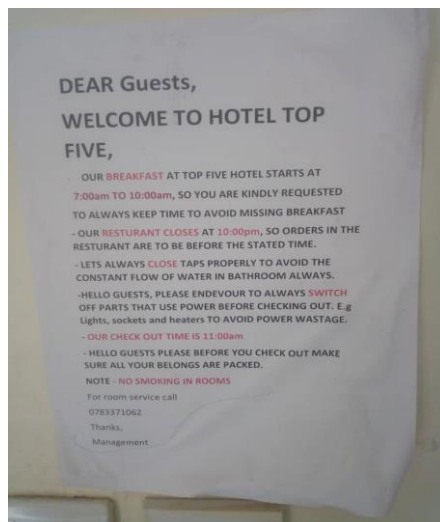 DEAR Guests,
WELCOME TO HOTEL TOP
FIVE,
OUR BREAKFAST AT TOP FIVE HOTEL STARTS AT
7:00am TO 10:00am, SO YOU ARE KINDLY REQUESTED
TO ALWAYS KEEP TIME TO AVOID MISSING BREAKFAST
- OUR RESTURANT CLOSES AT 10:00pm, SO ORDERS IN THE
RESTURANT ARE TO BE BEFORE THE STATED TIME.
- LETS ALWAYS CLOSE TAPS PROPERLY TO AVOID THE
CONSTANT FLOW OF WATER IN BATHROOM ALWAYS.
-HELLO GUESTS, PLEASE ENDEVOUR TO ALWAYS SWITCH
OFF PARTS THAT USE POWER BEFORE CHECKING OUT. E.g
Lights, sockets and heaters TO AVOID POWER WASTAGE.
- OUR CHECK OUT TIME IS 11:00am
- HELLO GUESTS PLEASE BEFORE YOU CHECK OUT MAKE
SURE ALL YOUR BELONGS ARE PACKED.
NOTE - NO SMOKING IN ROOMS
For room service call
0783371062
Thanks,
Management